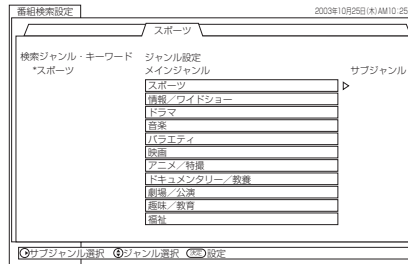 番組検索設定
2003年10月25日(木)AM10:25
スポーツ
検索ジャンル・キーワード ジャンル設定
*スポーツ メインジャンル サブジャンル
スポーツ
情報／ワイドショー
ドラマ
音楽
バラエティ
映画
アニメ／特撮
ドキュメンタリー／教養
劇場／公演
趣味／教育
福祉
サブジャンル選択 ジャンル選択 決定 設定